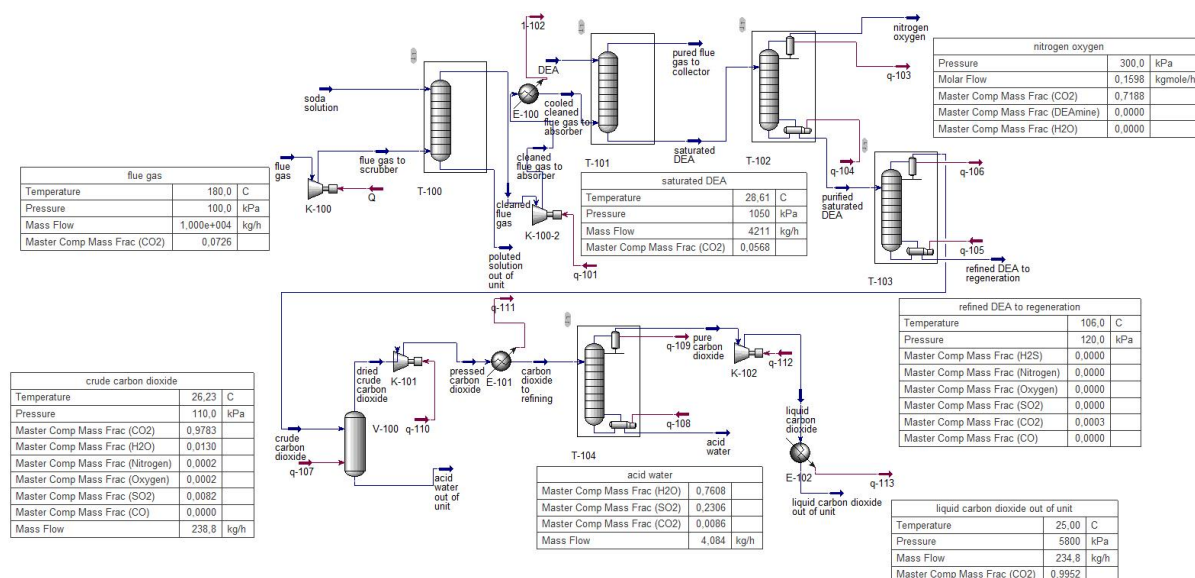 1-102
DEA
soda
solution
flue
gas
K-100
Q
flue gas to
scrubber
T-100
E-100
cooled
cleaned
flue gas to
absorber
cleaned
flue gas to
absorber
cleaned
flue
gas
K-100-2
q-101
poluted
solution
out of
unit
T-101
pured flue
gas to
collector
saturated
DEA
T-102
nitrogen
oxygen
q-103
q-104
purified
saturated
DEA
T-103
q-106
q-105
refined DEA to
regeneration
nitrogen oxygen
Pressure 300,0 kPa
Molar Flow 0,1598 kgmole/h
Master Comp Mass Frac (CO2) 0,7188
Master Comp Mass Frac (DEAmine) 0,0000
Master Comp Mass Frac (H2O) 0,0000
flue gas
Temperature 180,0 C
Pressure 100,0 kPa
Mass Flow 1,000e+004 kg/h
Master Comp Mass Frac (CO2) 0,0726
saturated DEA
Temperature 28,61 C
Pressure 1050 kPa
Mass Flow 4211 kg/h
Master Comp Mass Frac (CO2) 0,0568
refined DEA to regeneration
Temperature 106,0 C
Pressure 120,0 kPa
Master Comp Mass Frac (H2S) 0,0000
Master Comp Mass Frac (Nitrogen) 0,0000
Master Comp Mass Frac (Oxygen) 0,0000
Master Comp Mass Frac (SO2) 0,0000
Master Comp Mass Frac (CO2) 0,0003
Master Comp Mass Frac (CO) 0,0000
crude carbon dioxide
Temperature 26,23 C
Pressure 110,0 kPa
Master Comp Mass Frac (CO2) 0,9783
Master Comp Mass Frac (H2O) 0,0130
Master Comp Mass Frac (Nitrogen) 0,0002
Master Comp Mass Frac (Oxygen) 0,0002
Master Comp Mass Frac (SO2) 0,0082
Master Comp Mass Frac (CO) 0,0000
Mass Flow 238,8 kg/h
crude
carbon
dioxide
q-107
dried
crude
carbon
dioxide
V-100
acid
water out
of unit
K-101
q-110
pressed
carbon
dioxide
q-111
E-101
carbon
dioxide
to
refining
T-104
q-109
pure
carbon
dioxide
q-108
acid
water
K-102
q-112
liquid
carbon
dioxide
E-102
q-113
liquid carbon dioxide
out of unit
acid water
Master Comp Mass Frac (H2O) 0,7608
Master Comp Mass Frac (SO2) 0,2306
Master Comp Mass Frac (CO2) 0,0086
Mass Flow 4,084 kg/h
liquid carbon dioxide out of unit
Temperature 25,00 C
Pressure 5800 kPa
Mass Flow 234,8 kg/h
Master Comp Mass Frac (CO2) 0,9952